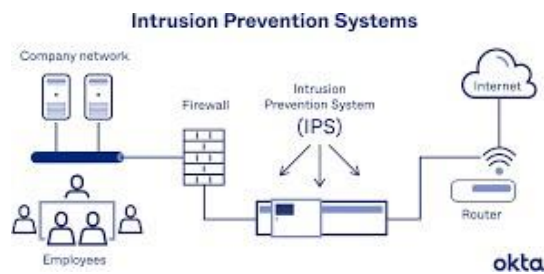 Intrusion Prevention Systems
Company network
Firewall
Intrusion
Prevention System
(IPS)
Internet
Router
Employees
okta